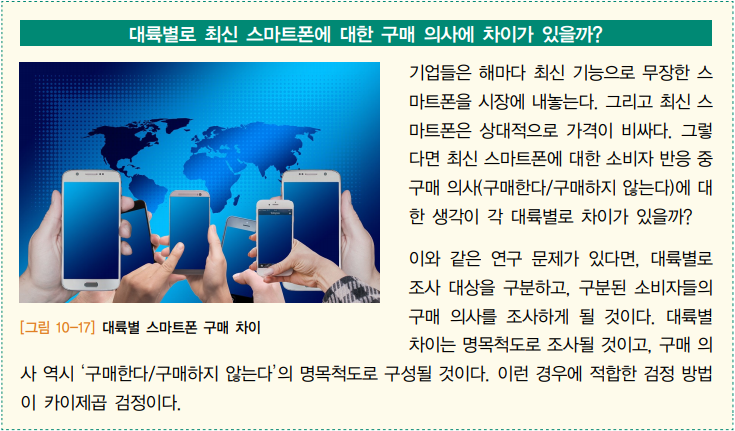 대륙별로 최신 스마트폰에 대한 구매 의사에 차이가 있을까?
기업들은 해마다 최신 기능으로 무장한 스
마트폰을 시장에 내놓는다. 그리고 최신 스
마트폰은 상대적으로 가격이 비싸다. 그렇
다면 최신 스마트폰에 대한 소비자 반응 중
구매 의사(구매한다/구매하지 않는다)에 대
한 생각이 각 대륙별로 차이가 있을까?
이와 같은 연구 문제가 있다면, 대륙별로
조사 대상을 구분하고, 구분된 소비자들의
구매 의사를 조사하게 될 것이다. 대륙별
차이는 명목척도로 조사될 것이고, 구매 의
[그림 10-17] 대륙별 스마트폰 구매 차이
사 역시 ‘구매한다/구매하지 않는다’의 명목척도로 구성될 것이다. 이런 경우에 적합한 검정 방법
이 카이제곱 검정이다.